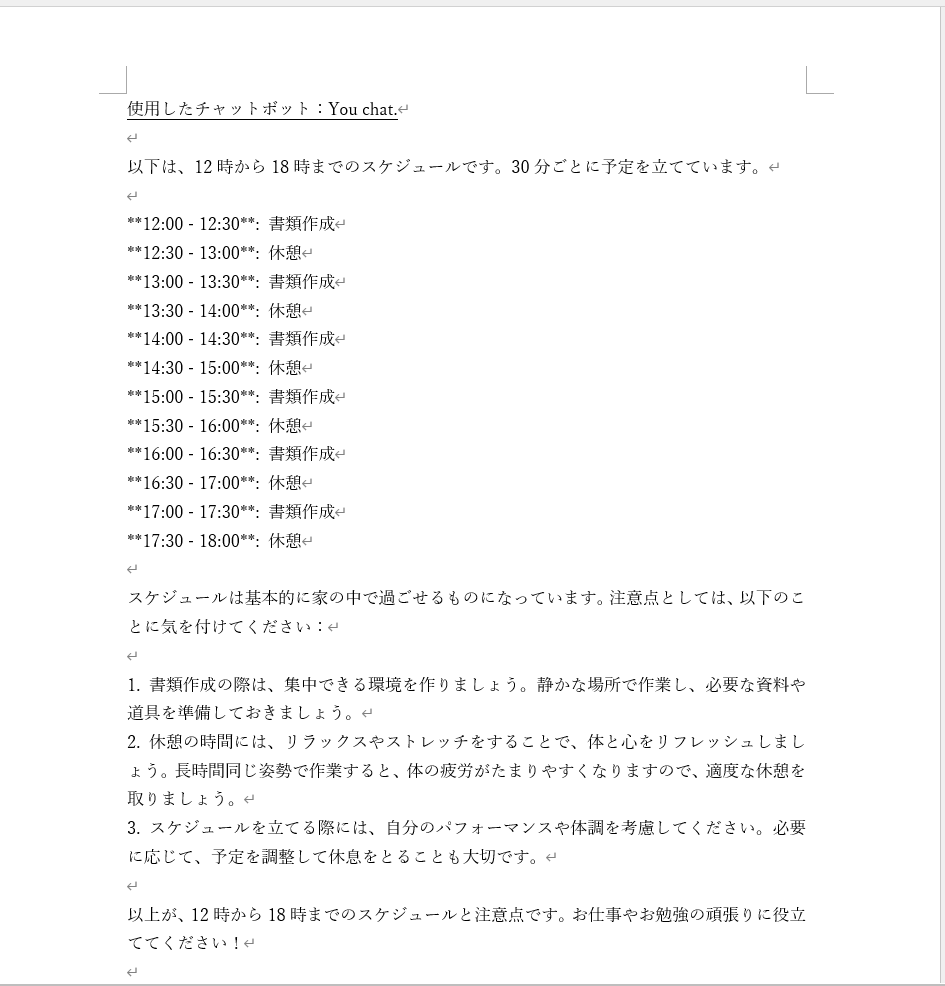 使用したチャットボット：You chat.
以下は、12 時から 18 時までのスケジュールです。30 分ごとに予定を立てています。
**12:00 - 12:30**: 書類作成
**12:30 - 13:00**: 休憩
**13:00 - 13:30**: 書類作成
**13:30 - 14:00**: 休憩
**14:00 - 14:30**: 書類作成
**14:30 - 15:00**: 休憩
**15:00 - 15:30**: 書類作成
**15:30 - 16:00**: 休憩
**16:00 - 16:30**: 書類作成
**16:30 - 17:00**: 休憩
**17:00 - 17:30**: 書類作成
**17:30 - 18:00**: 休憩
スケジュールは基本的に家の中で過ごせるものになっています。注意点としては、以下のこ
とに気を付けてください：
1. 書類作成の際は、集中できる環境を作りましょう。静かな場所で作業し、必要な資料や
道具を準備しておきましょう。
2. 休憩の時間には、リラックスやストレッチをすることで、体と心をリフレッシュしまし
ょう。長時間同じ姿勢で作業すると、体の疲労がたまりやすくなりますので、適度な休憩を
取りましょう。
3. スケジュールを立てる際には、自分のパフォーマンスや体調を考慮してください。必要
に応じて、予定を調整して休息をとることも大切です。
以上が、12 時から 18 時までのスケジュールと注意点です。お仕事やお勉強の頑張りに役立
ててください！